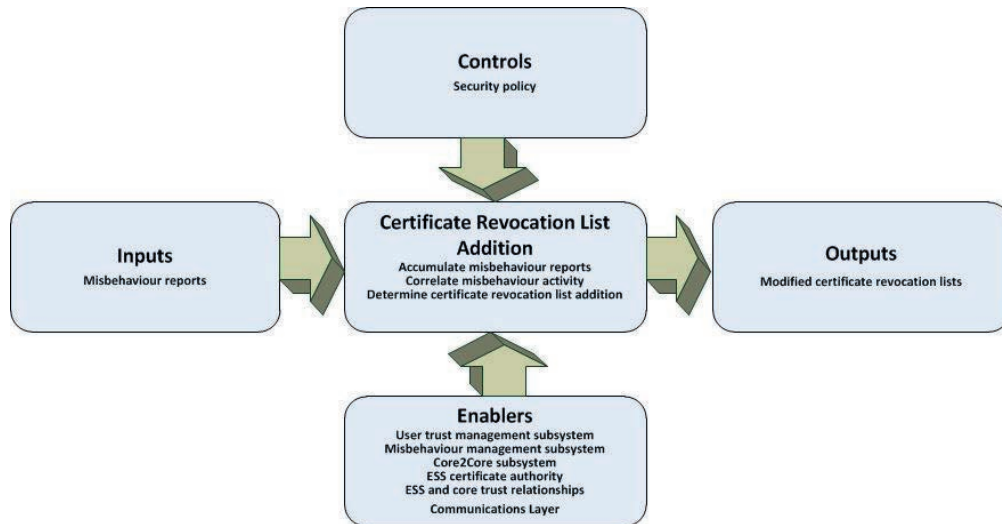 Controls
Security policy
Inputs
Misbehaviour reports
Certificate Revocation List
Addition
Accumulate misbehaviour reports
Correlate misbehaviour activity
Determine certificate revocation list addition
Outputs
Modified certificate revocation lists
Enablers
User trust management subsystem
Misbehaviour management subsystem
Core2Core subsystem
ESS certificate authority
ESS and core trust relationships
Communications Layer